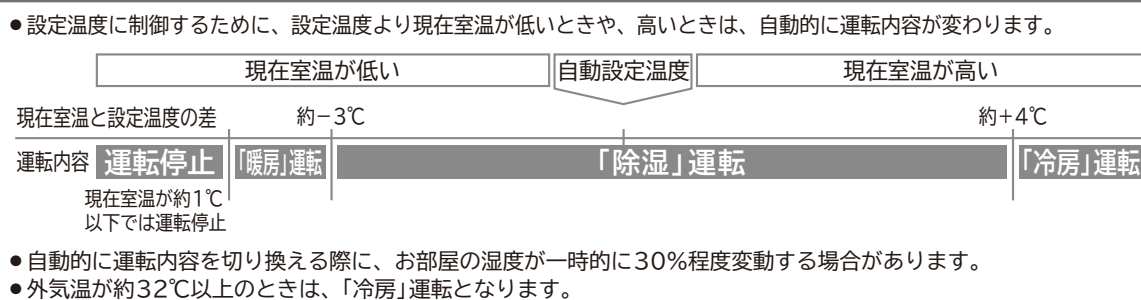 ●設定温度に制御するために、設定温度より現在室温が低いときや、高いときは、自動的に運転内容が変わります。
現在室温が低い 自動設定温度 現在室温が高い
現在室温と設定温度の差 約−3℃ 約+4℃
運転内容 運転停止 「暖房」運転 「除湿」運転 「冷房」運転
現在室温が約1℃
以下では運転停止
●自動的に運転内容を切り換える際に、お部屋の湿度が一時的に30%程度変動する場合があります。
●外気温が約32℃以上のときは、「冷房」運転となります。